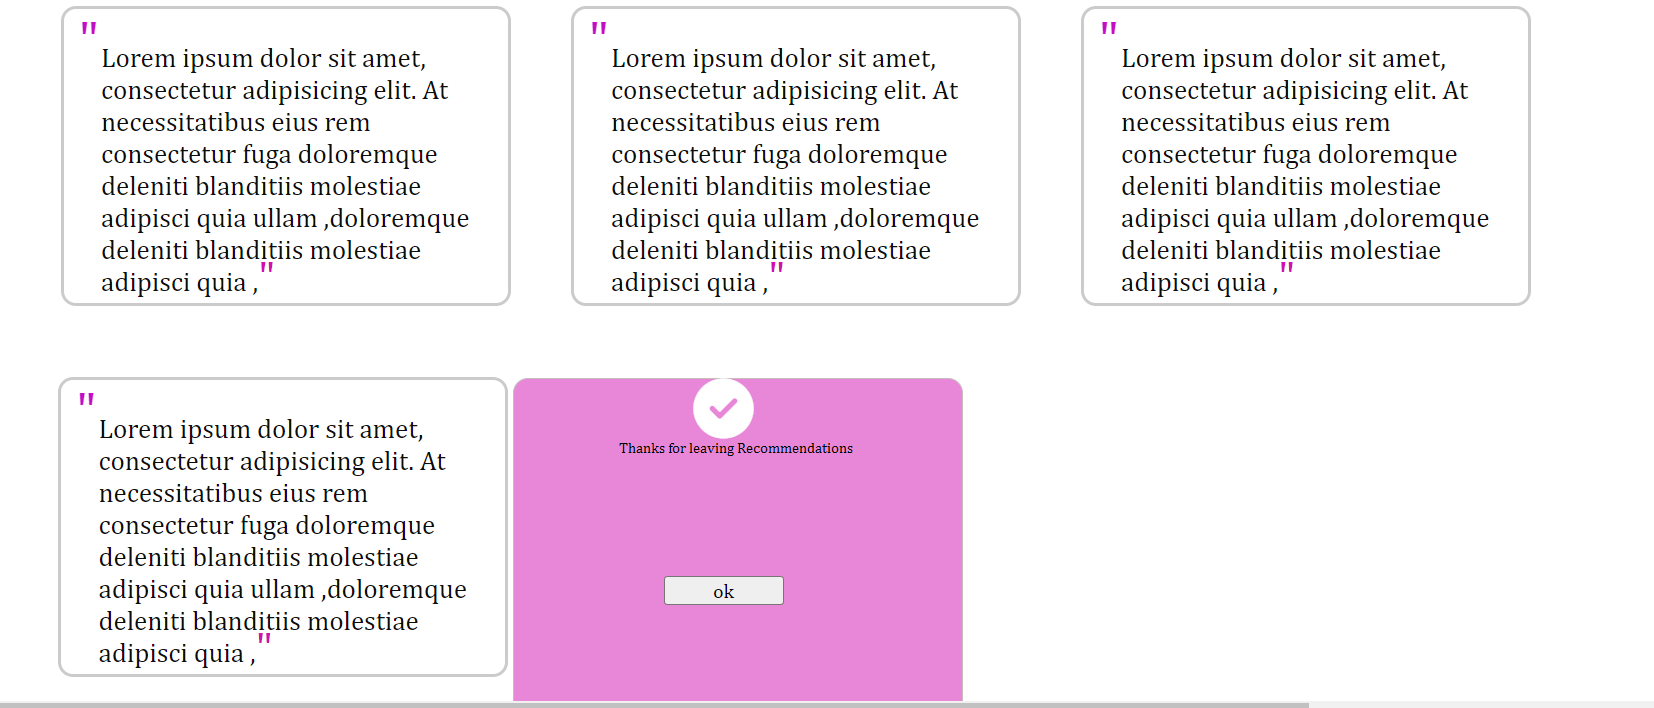 "
Lorem ipsum dolor sit amet,
consectetur adipisicing elit. At
necessitatibus eius rem
consectetur fuga doloremque
deleniti blanditiis molestiae
adipisci quia ullam ,doloremque
deleniti blanditiis molestiae
adipisci quia ,"
"
Lorem ipsum dolor sit amet,
consectetur adipisicing elit. At
necessitatibus eius rem
consectetur fuga doloremque
deleniti blanditiis molestiae
adipisci quia ullam ,doloremque
deleniti blanditiis molestiae
adipisci quia ,"
"
Lorem ipsum dolor sit amet,
consectetur adipisicing elit. At
necessitatibus eius rem
consectetur fuga doloremque
deleniti blanditiis molestiae
adipisci quia ullam ,doloremque
deleniti blanditiis molestiae
adipisci quia ,"
"
Lorem ipsum dolor sit amet,
consectetur adipisicing elit. At
necessitatibus eius rem
consectetur fuga doloremque
deleniti blanditiis molestiae
adipisci quia ullam ,doloremque
deleniti blanditiis molestiae
adipisci quia ,"
Thanks for leaving Recommendations
ok